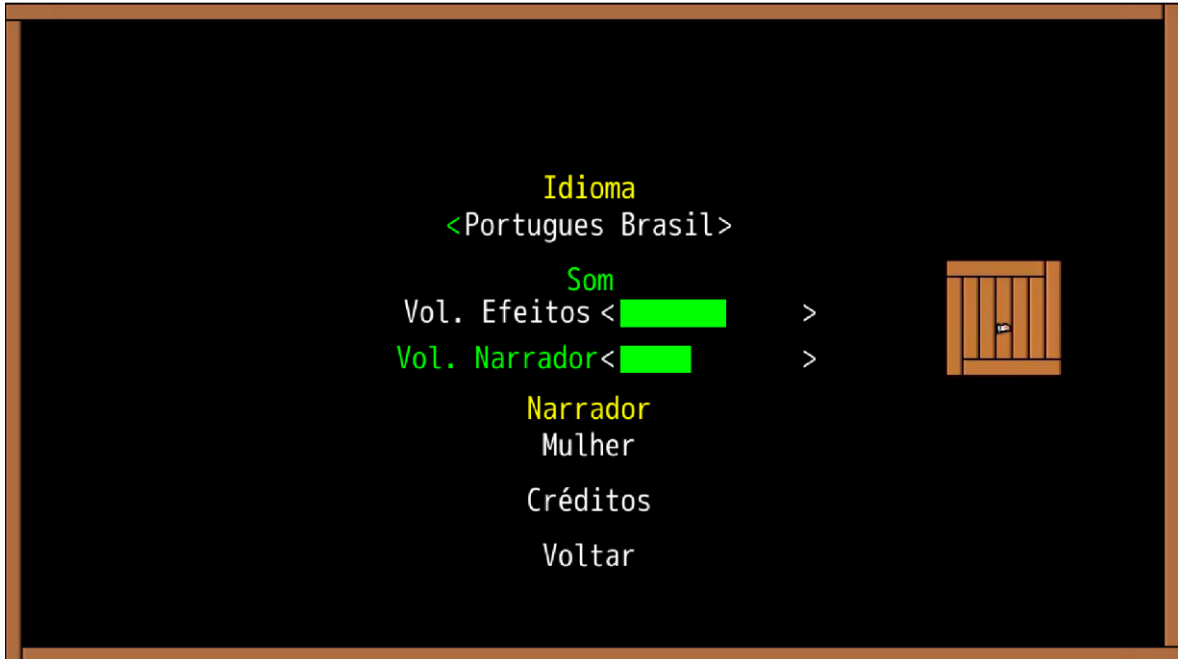 Idioma
<Portugues Brasil>
Som
Vol. Efeitos < >
Vol. Narrador< >
Narrador
Mulher
Créditos
Voltar